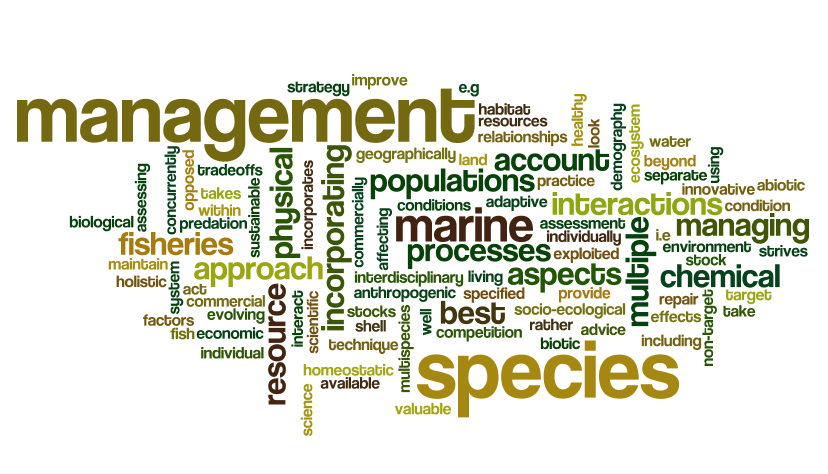 improve
strategy
e.g
management
habitat
resources
relationships
healthy
look
demography
ecosystem
water
geographically
land
account
beyond
using
separate
assessing
concurrently
opposed
tradeoffs
physical
incorporates
incorporating
commercially
populations
practice
innovative
abiotic
takes
within
sustainable
conditions
adaptive
interactions
condition
biological
predation
affecting
marine
assessment
individually
multiple
i.e
managing
fisheries
processes
exploited
environment
strives
stock
maintain
approach
interdisciplinary
living
aspects
chemical
holistic
system
act
commercial
resource
interact
scientific
anthropogenic
specified
provide
repair
non-target
target
evolving
stocks
shell
multispecies
well
best
socio-ecological
effects
take
factors
fish
economic
competition
rather
advice
individual
technique
biotic
including
species
homeostatic
available
science
valuable